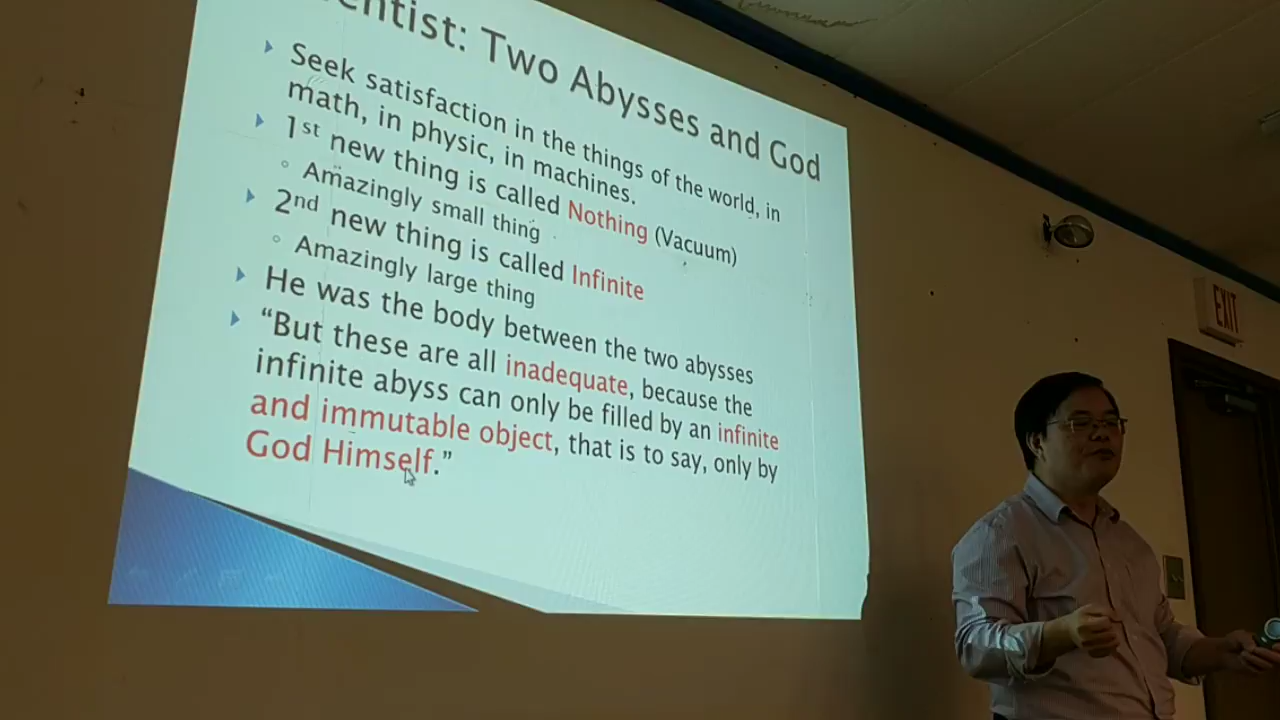 entist: Two Abysses and God
Seek satisfaction in the things of the world, in
math, in physic, in machines.
1st new thing is called Nothing (Vacuum)
Amazingly small thing
2nd new thing is called Infinite
Amazingly large thing
He was the body between the two abysses
“But these are all inadequate, because the
infinite abyss can only be filled by an infinite
and immutable object, that is to say, only by
God Himself.”
EXIT